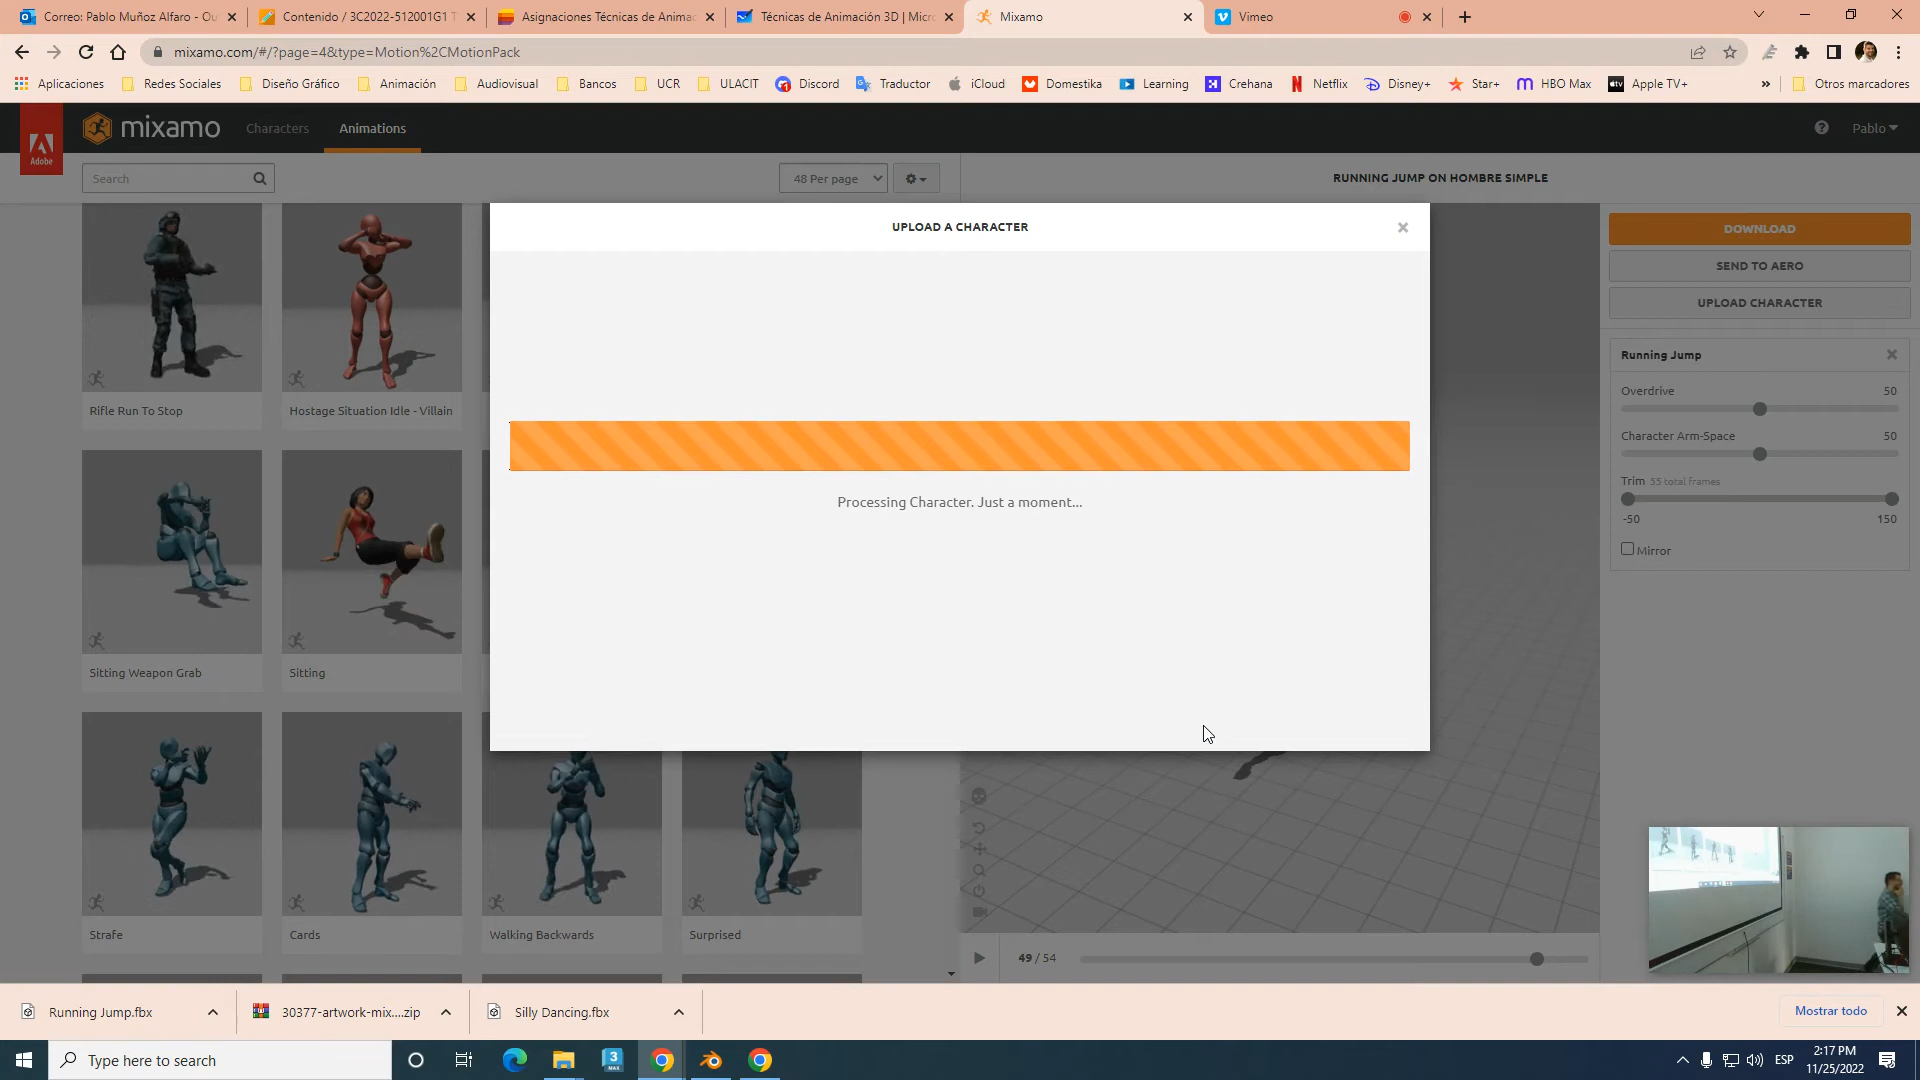 Correo: Pablo Muñoz Alfaro - Ou
Contenido / 3C2022-512001G1 T
Asignaciones Técnicas de Animac
Técnicas de Animación 3D | Micro
Mixamo
Vimeo
mixamo.com/#/?page=4&type=Motion%2CMotionPack
Aplicaciones
Redes Sociales
Diseño Gráfico
Animación
Audiovisual
Bancos
UCR
ULACIT
Discord
Traductor
iCloud
Domestika
Learning
Crehana
Netflix
Disney+
Star+
HBO Max
Apple TV+
Otros marcadores
Adobe
mixamo
Characters
Animations
Pablo
Search
48 Per page
RUNNING JUMP ON HOMBRE SIMPLE
UPLOAD A CHARACTER
Processing Character. Just a moment...
DOWNLOAD
SEND TO AERO
UPLOAD CHARACTER
Running Jump
Overdrive 50
Character Arm-Space 50
Trim 55 total frames
-50 150
Mirror
Rifle Run To Stop
Hostage Situation Idle - Villain
Sitting Weapon Grab
Sitting
Strafe
Cards
Walking Backwards
Surprised
49 / 54
Running Jump.fbx
30377-artwork-mix....zip
Silly Dancing.fbx
Mostrar todo
Type here to search
3
MAX
ESP
2:17 PM
11/25/2022